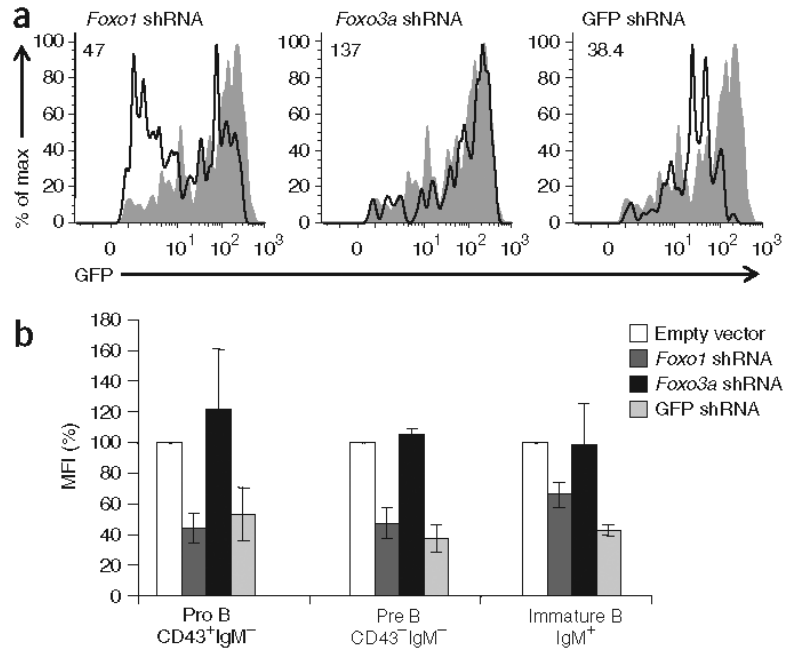 a
Foxo1 shRNA
Foxo3a shRNA
GFP shRNA
% of max
100
80
60
40
20
0
47
0 10¹ 10² 10³
100
80
60
40
20
0
137
0 10¹ 10² 10³
100
80
60
40
20
0
38.4
0 10¹ 10² 10³
GFP
b
MFI (%)
180
160
140
120
100
80
60
40
20
0
Empty vector
Foxo1 shRNA
Foxo3a shRNA
GFP shRNA
Pro B
CD43⁺IgM⁻
Pre B
CD43⁻IgM⁻
Immature B
IgM⁺